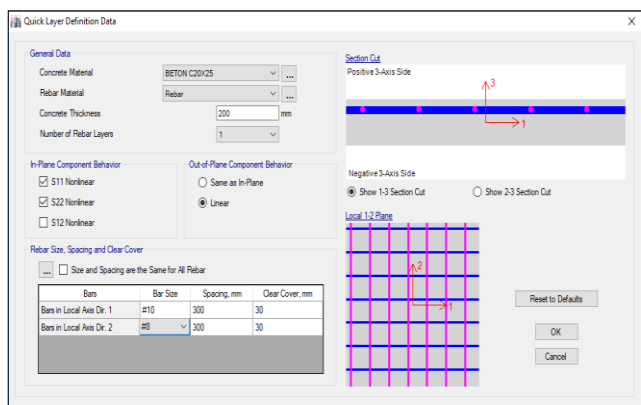 Quick Layer Definition Data
X
General Data
Concrete Material BETON C20X25 ...
Rebar Material Rebar ...
Concrete Thickness 200 mm
Number of Rebar Layers 1
In-Plane Component Behavior
S11 Nonlinear
S22 Nonlinear
S12 Nonlinear
Out-of-Plane Component Behavior
Same as In-Plane
Linear
Rebar Size, Spacing and Clear Cover
... Size and Spacing are the Same for All Rebar
Bars Bar Size Spacing, mm Clear Cover, mm
Bars in Local Axis Dir. 1 #10 300 30
Bars in Local Axis Dir. 2 #8 300 30
Section Cut
Positive 3-Axis Side
3
1
Negative 3-Axis Side
Show 1-3 Section Cut Show 2-3 Section Cut
Local 1-2 Plane
2
1
Reset to Defaults
OK
Cancel